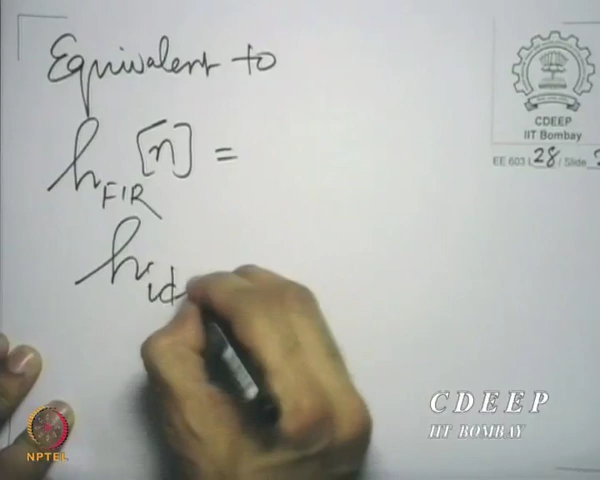 Equivalent to
CDEEP
IIT Bombay
EE 603 L 28 / Slide
h_FIR [n] =
h_id
CDEEP
IIT BOMBAY
NPTEL